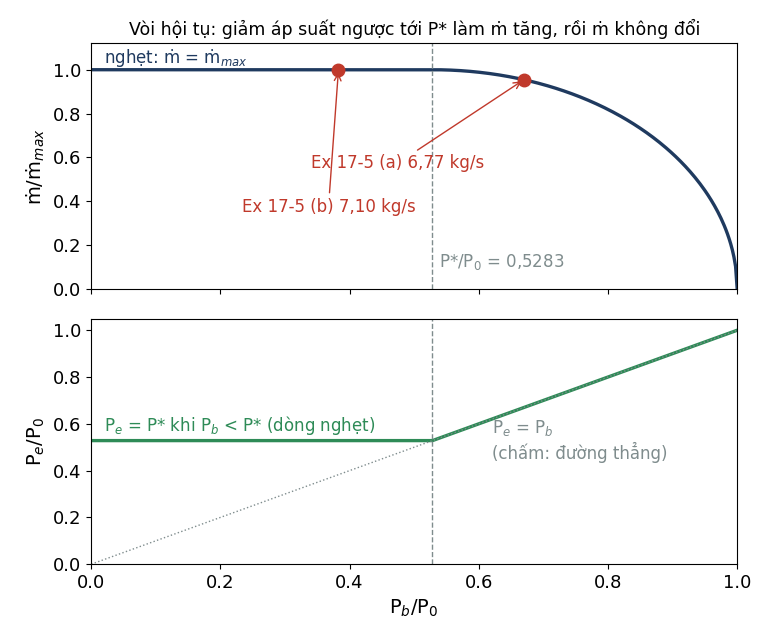 Vòi hội tụ: giảm áp suất ngược tới P* làm ṁ tăng, rồi ṁ không đổi
nghẹt: ṁ = ṁmax
1.0
0.8
0.6
0.4
0.2
0.0
ṁ/ṁmax
Ex 17-5 (a) 6,77 kg/s
Ex 17-5 (b) 7,10 kg/s
P*/P0 = 0,5283
1.0
0.8
0.6
0.4
0.2
0.0
Pe/P0
Pe = P* khi Pb < P* (dòng nghẹt)
Pe = Pb
(chấm: đường thẳng)
0.0 0.2 0.4 0.6 0.8 1.0
Pb/P0